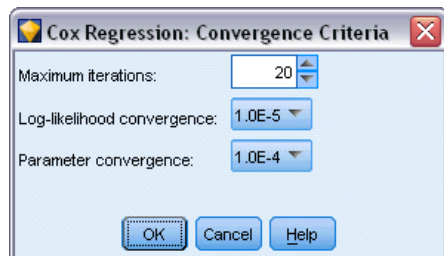 Cox Regression: Convergence Criteria
Maximum iterations: 20
Log-likelihood convergence: 1.0E-5
Parameter convergence: 1.0E-4
OK Cancel Help